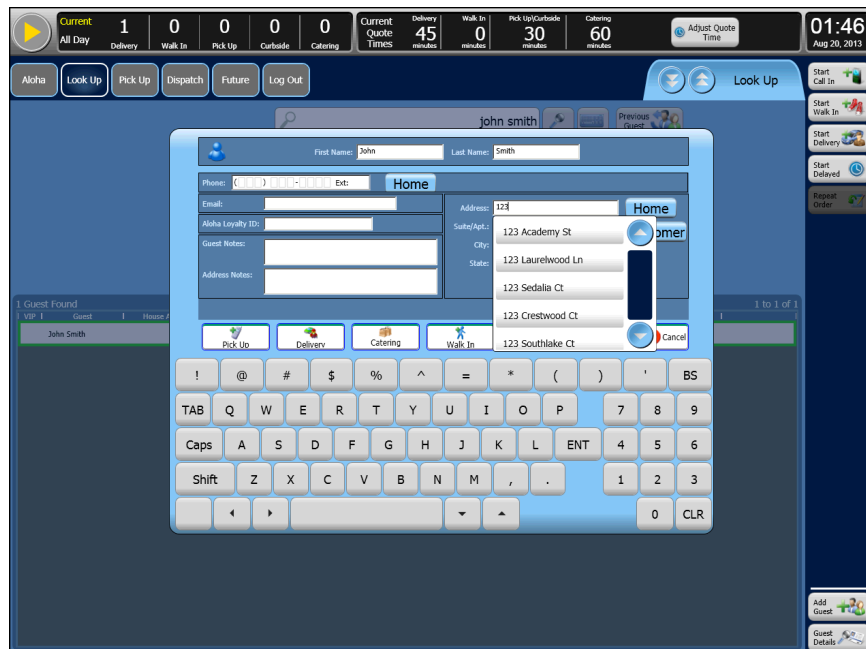 Current
All Day
1
Delivery
0
Walk In
0
Pick Up
0
Curbside
0
Catering
Current
Quote
Times
Delivery
45
minutes
Walk In
0
minutes
Pick Up\Curbside
30
minutes
Catering
60
minutes
Adjust Quote
Time
01:46
Aug 20, 2013
Aloha Look Up Pick Up Dispatch Future Log Out
Look Up
Start
Call In
Start
Walk In
Start
Delivery
Start
Delayed
Repeat
Order
john smith
Previous
Guest
First Name: John Last Name: Smith
Phone: ( ) - Ext: Home
Email:
Aloha Loyalty ID:
Guest Notes:
Address Notes:
Address: 123 Home
Suite/Apt.:
City:
State:
123 Academy St
123 Laurelwood Ln
123 Sedalia Ct
123 Crestwood Ct
123 Southlake Ct
1 Guest Found 1 to 1 of 1
VIP Guest
John Smith
Pick Up Delivery Catering Walk In Cancel
! @ # $ % ^ = * ( ) ' BS
TAB Q W E R T Y U I O P 7 8 9
Caps A S D F G H J K L ENT 4 5 6
Shift Z X C V B N M , . 1 2 3
0 CLR
Add
Guest
Guest
Details